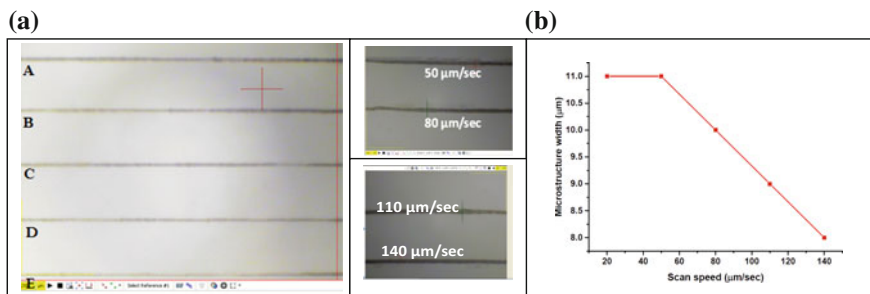 (a)
A
B
C
D
E
Select Reference #1
50 µm/sec
80 µm/sec
110 µm/sec
140 µm/sec
(b)
Microstructure width (µm)
11.0
10.5
10.0
9.5
9.0
8.5
8.0
20 40 60 80 100 120 140
Scan speed (µm/sec)